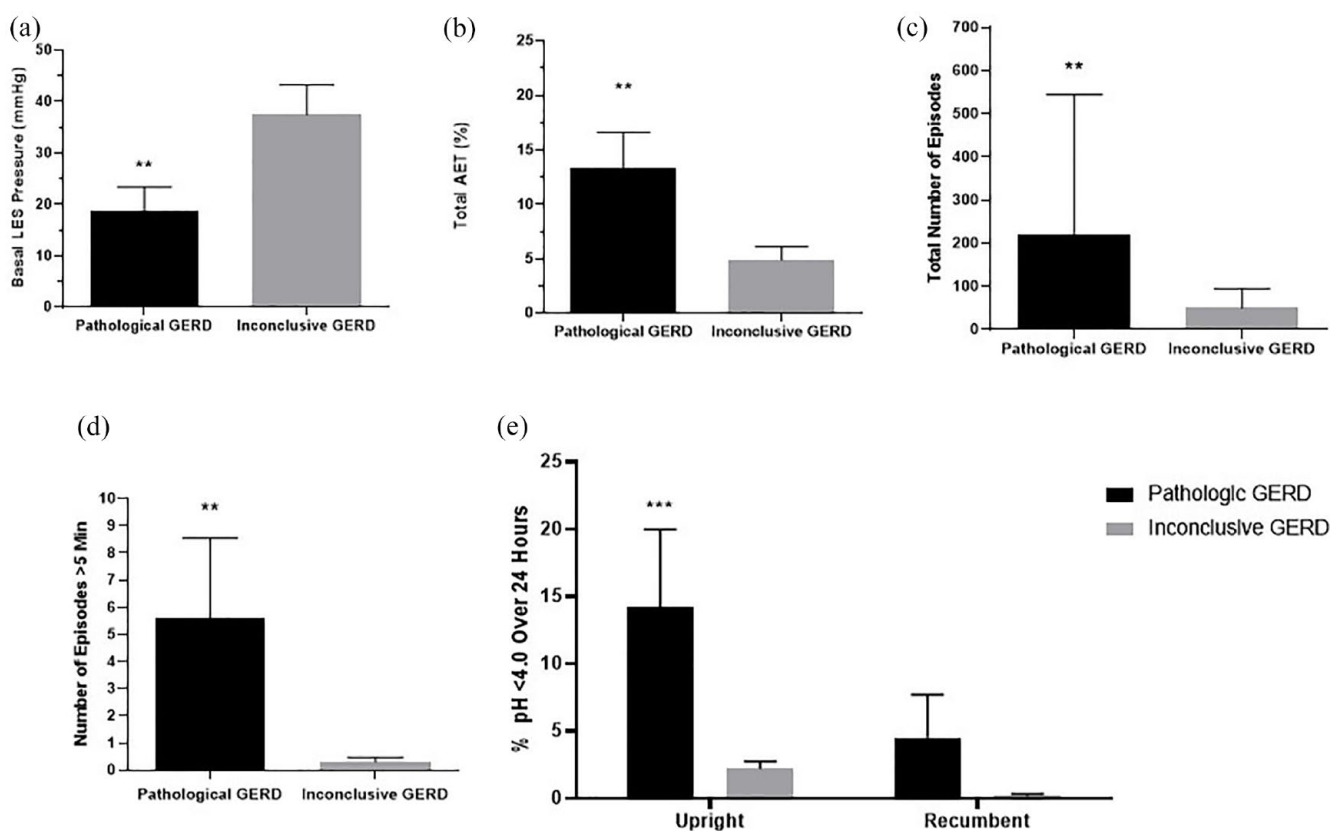 (a)
Basal LES Pressure (mmHg)
50
40
30
20
10
0
**
Pathological GERD
Inconclusive GERD
(b)
Total AET (%)
25
20
15
10
5
0
**
Pathological GERD
Inconclusive GERD
(c)
Total Number of Episodes
700
600
500
400
300
200
100
0
**
Pathological GERD
Inconclusive GERD
(d)
Number of Episodes >5 Min
10
9
8
7
6
5
4
3
2
1
0
**
Pathological GERD
Inconclusive GERD
(e)
% pH <4.0 Over 24 Hours
25
20
15
10
5
0
***
Upright
Recumbent
Pathologic GERD
Inconclusive GERD